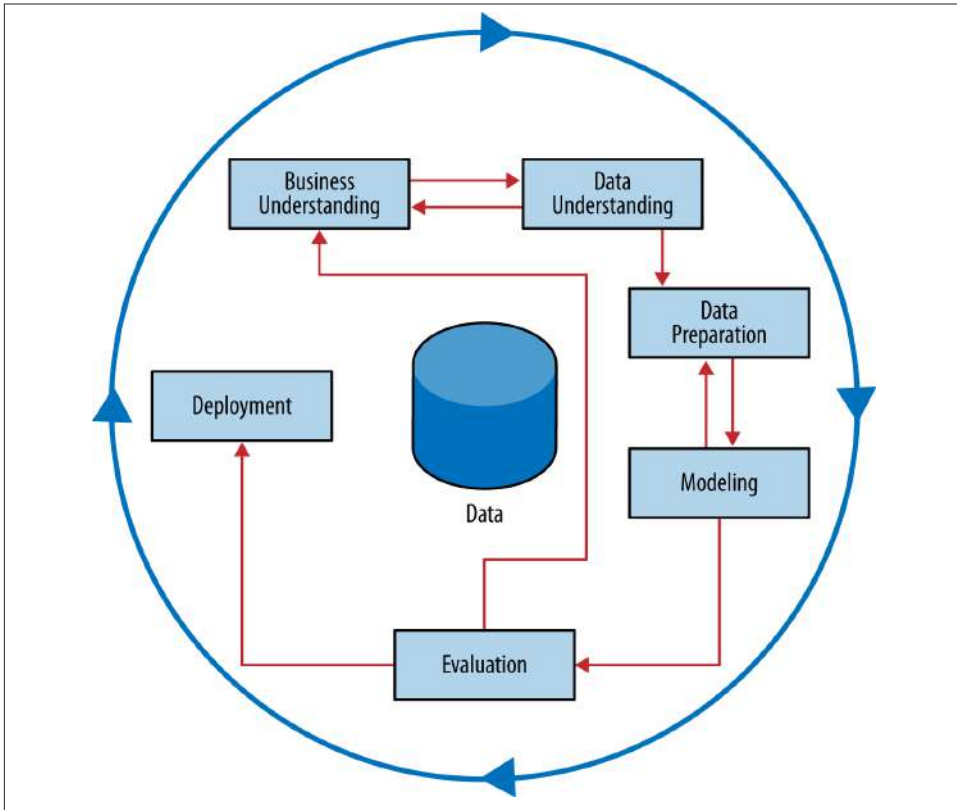 Business
Understanding
Data
Understanding
Data
Preparation
Deployment
Modeling
Data
Evaluation